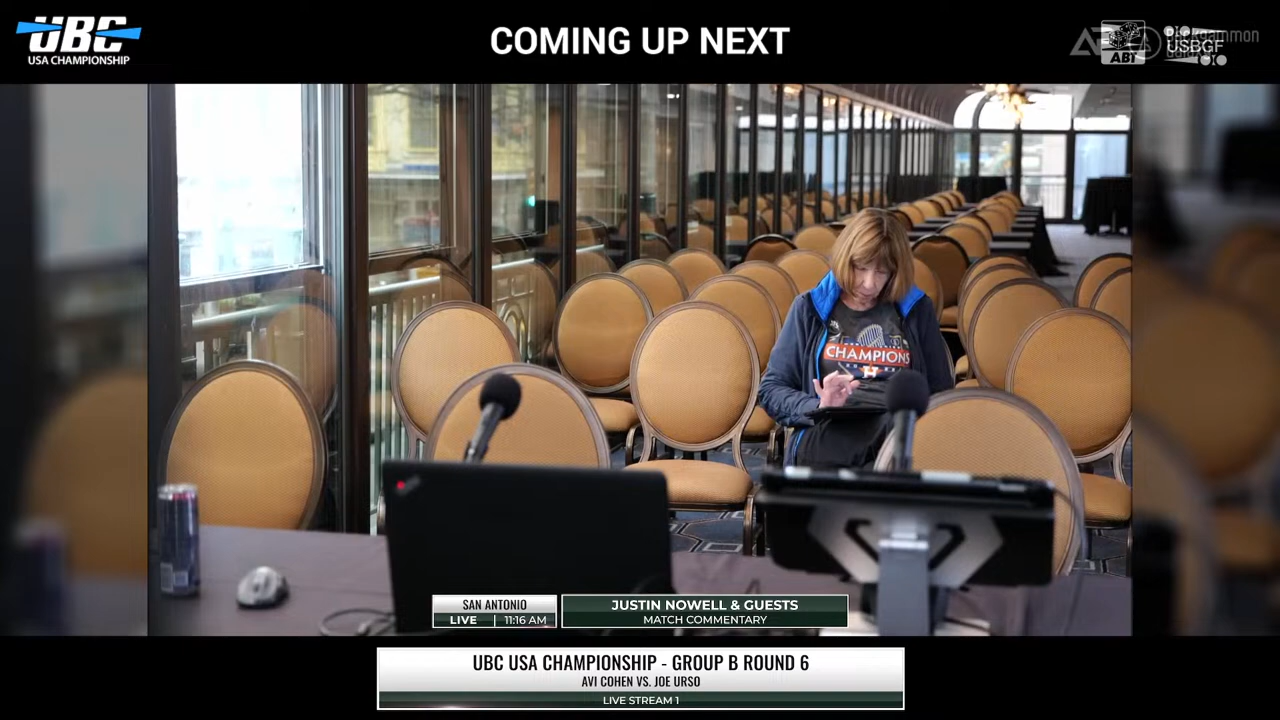 UBC
USA CHAMPIONSHIP
COMING UP NEXT
ABT
USBGF
CHAMPIONS
H
SAN ANTONIO
LIVE | 11:16 AM
JUSTIN NOWELL & GUESTS
MATCH COMMENTARY
UBC USA CHAMPIONSHIP - GROUP B ROUND 6
AVI COHEN VS. JOE URSO
LIVE STREAM 1